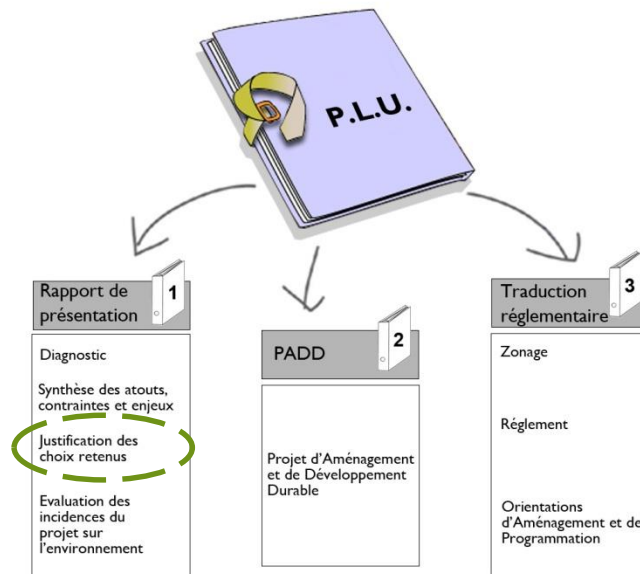 P.L.U.
Rapport de
présentation
1
Diagnostic
Synthèse des atouts,
contraintes et enjeux
Justification des
choix retenus
Evaluation des
incidences du
projet sur
l'environnement
PADD
2
Projet d'Aménagement
et de Développement
Durable
Traduction
réglementaire
3
Zonage
Réglement
Orientations
d'Aménagement et de
Programmation